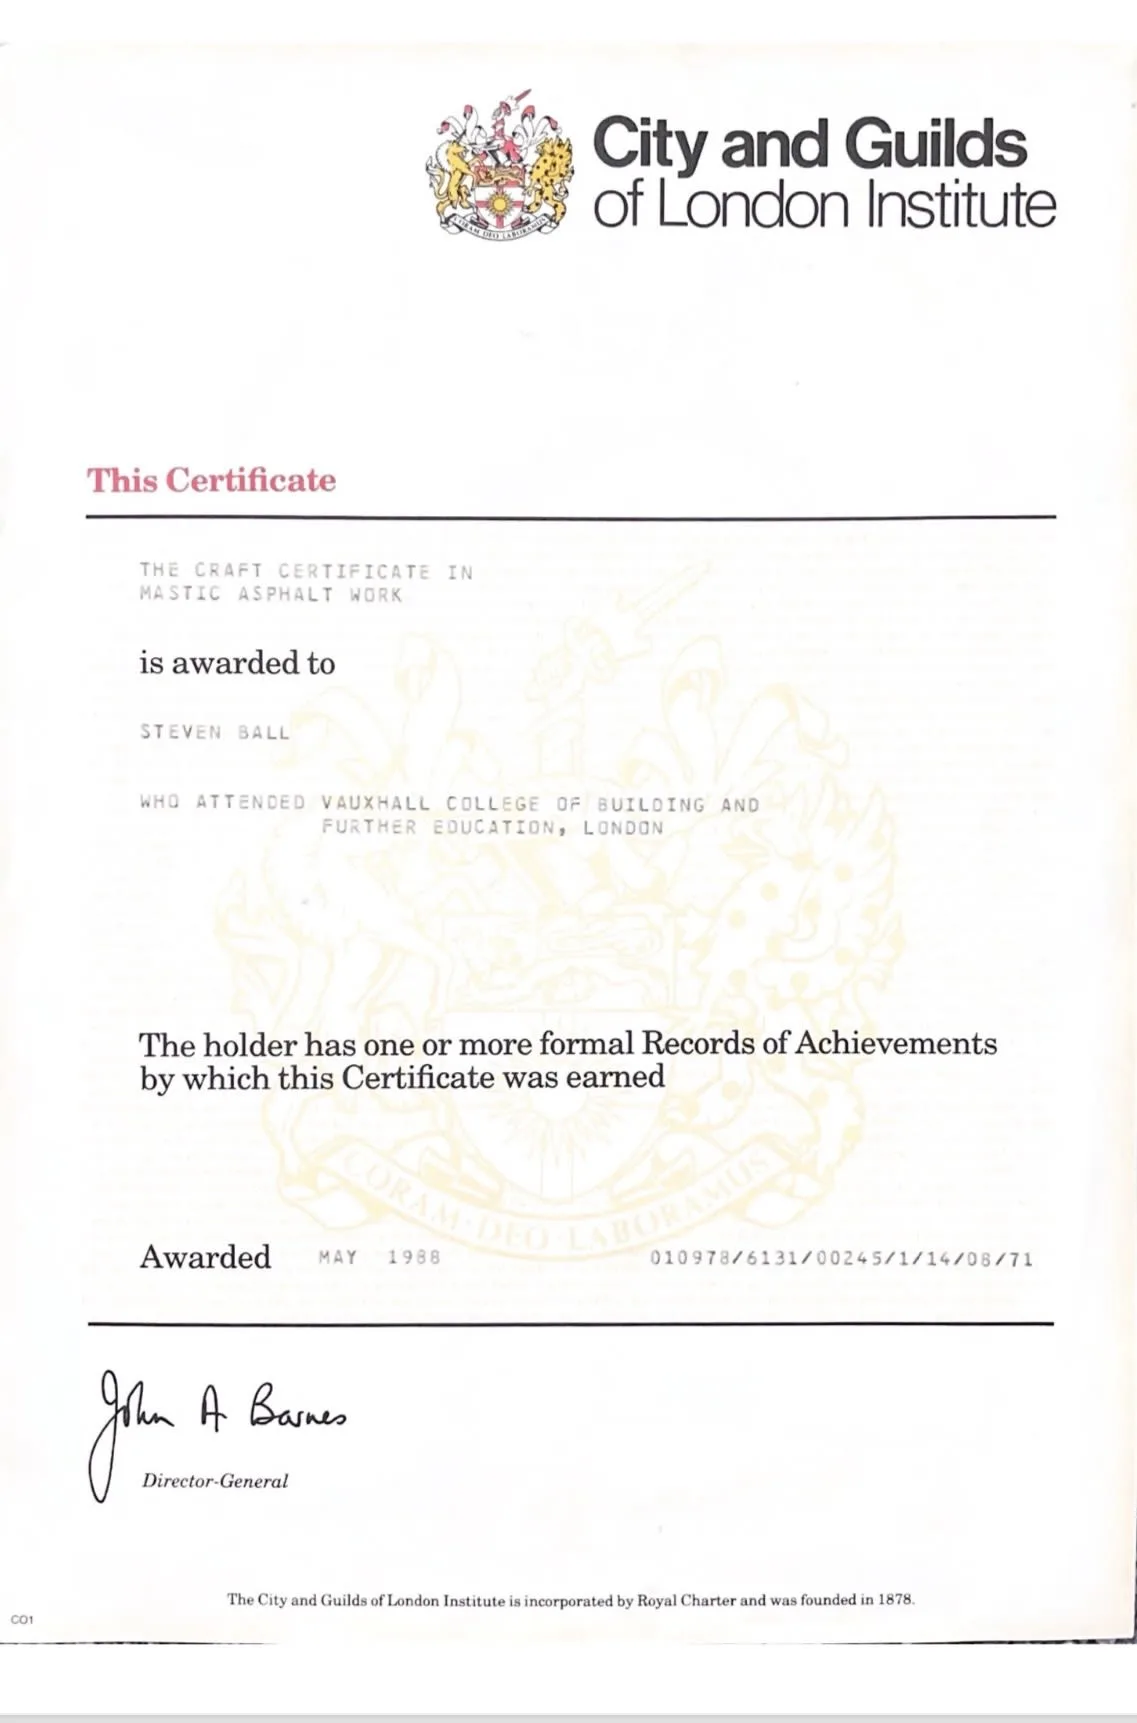 City and Guilds
of London Institute
CORAM DEO LABORAMUS
This Certificate
THE CRAFT CERTIFICATE IN
MASTIC ASPHALT WORK
is awarded to
STEVEN BALL
WHO ATTENDED VAUXHALL COLLEGE OF BUILDING AND
FURTHER EDUCATION, LONDON
The holder has one or more formal Records of Achievements
by which this Certificate was earned
CORAM·DEO·LABORAMUS
Awarded MAY 1988 010978/6131/00245/1/14/08/71
John A Barnes
Director-General
The City and Guilds of London Institute is incorporated by Royal Charter and was founded in 1878.
CO1